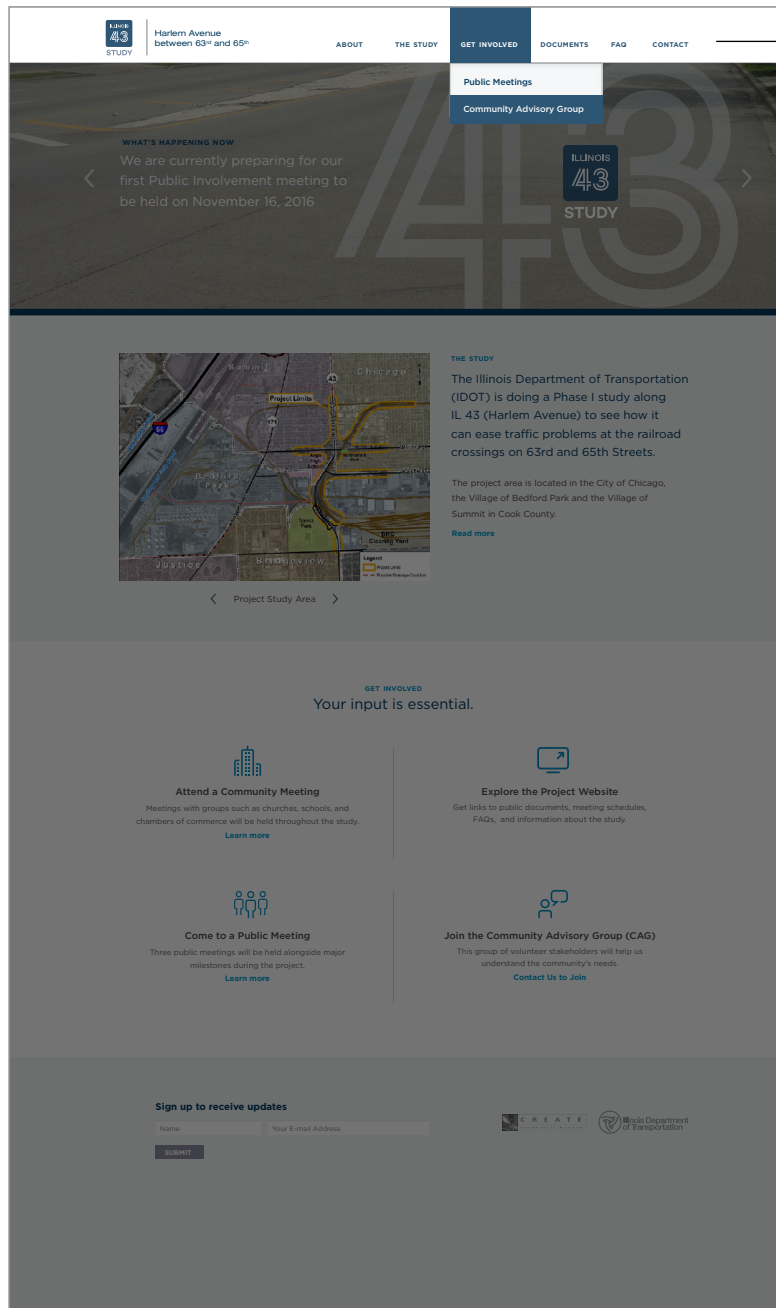 ILLINOIS
43
STUDY
Harlem Avenue
between 63rd and 65th
ABOUT
THE STUDY
GET INVOLVED
DOCUMENTS
FAQ
CONTACT
Public Meetings
Community Advisory Group
43
WHAT'S HAPPENING NOW
We are currently preparing for our
first Public Involvement meeting to
be held on November 16, 2016
ILLINOIS
43
STUDY
Summit
Chicago
43
Project Limits
171
55
Bedford
Park
Justice
Bridgeview
Clearing Yard
Legend
Project Limits
Project Study Area
THE STUDY
The Illinois Department of Transportation
(IDOT) is doing a Phase I study along
IL 43 (Harlem Avenue) to see how it
can ease traffic problems at the railroad
crossings on 63rd and 65th Streets.
The project area is located in the City of Chicago,
the Village of Bedford Park and the Village of
Summit in Cook County.
Read more
GET INVOLVED
Your input is essential.
Attend a Community Meeting
Meetings with groups such as churches, schools, and
chambers of commerce will be held throughout the study.
Learn more
Explore the Project Website
Get links to public documents, meeting schedules,
FAQs, and information about the study.
Come to a Public Meeting
Three public meetings will be held alongside major
milestones during the project.
Learn more
Join the Community Advisory Group (CAG)
This group of volunteer stakeholders will help us
understand the community's needs.
Contact Us to Join
Sign up to receive updates
Name
Your E-mail Address
SUBMIT
CREATE
Illinois Department
of Transportation